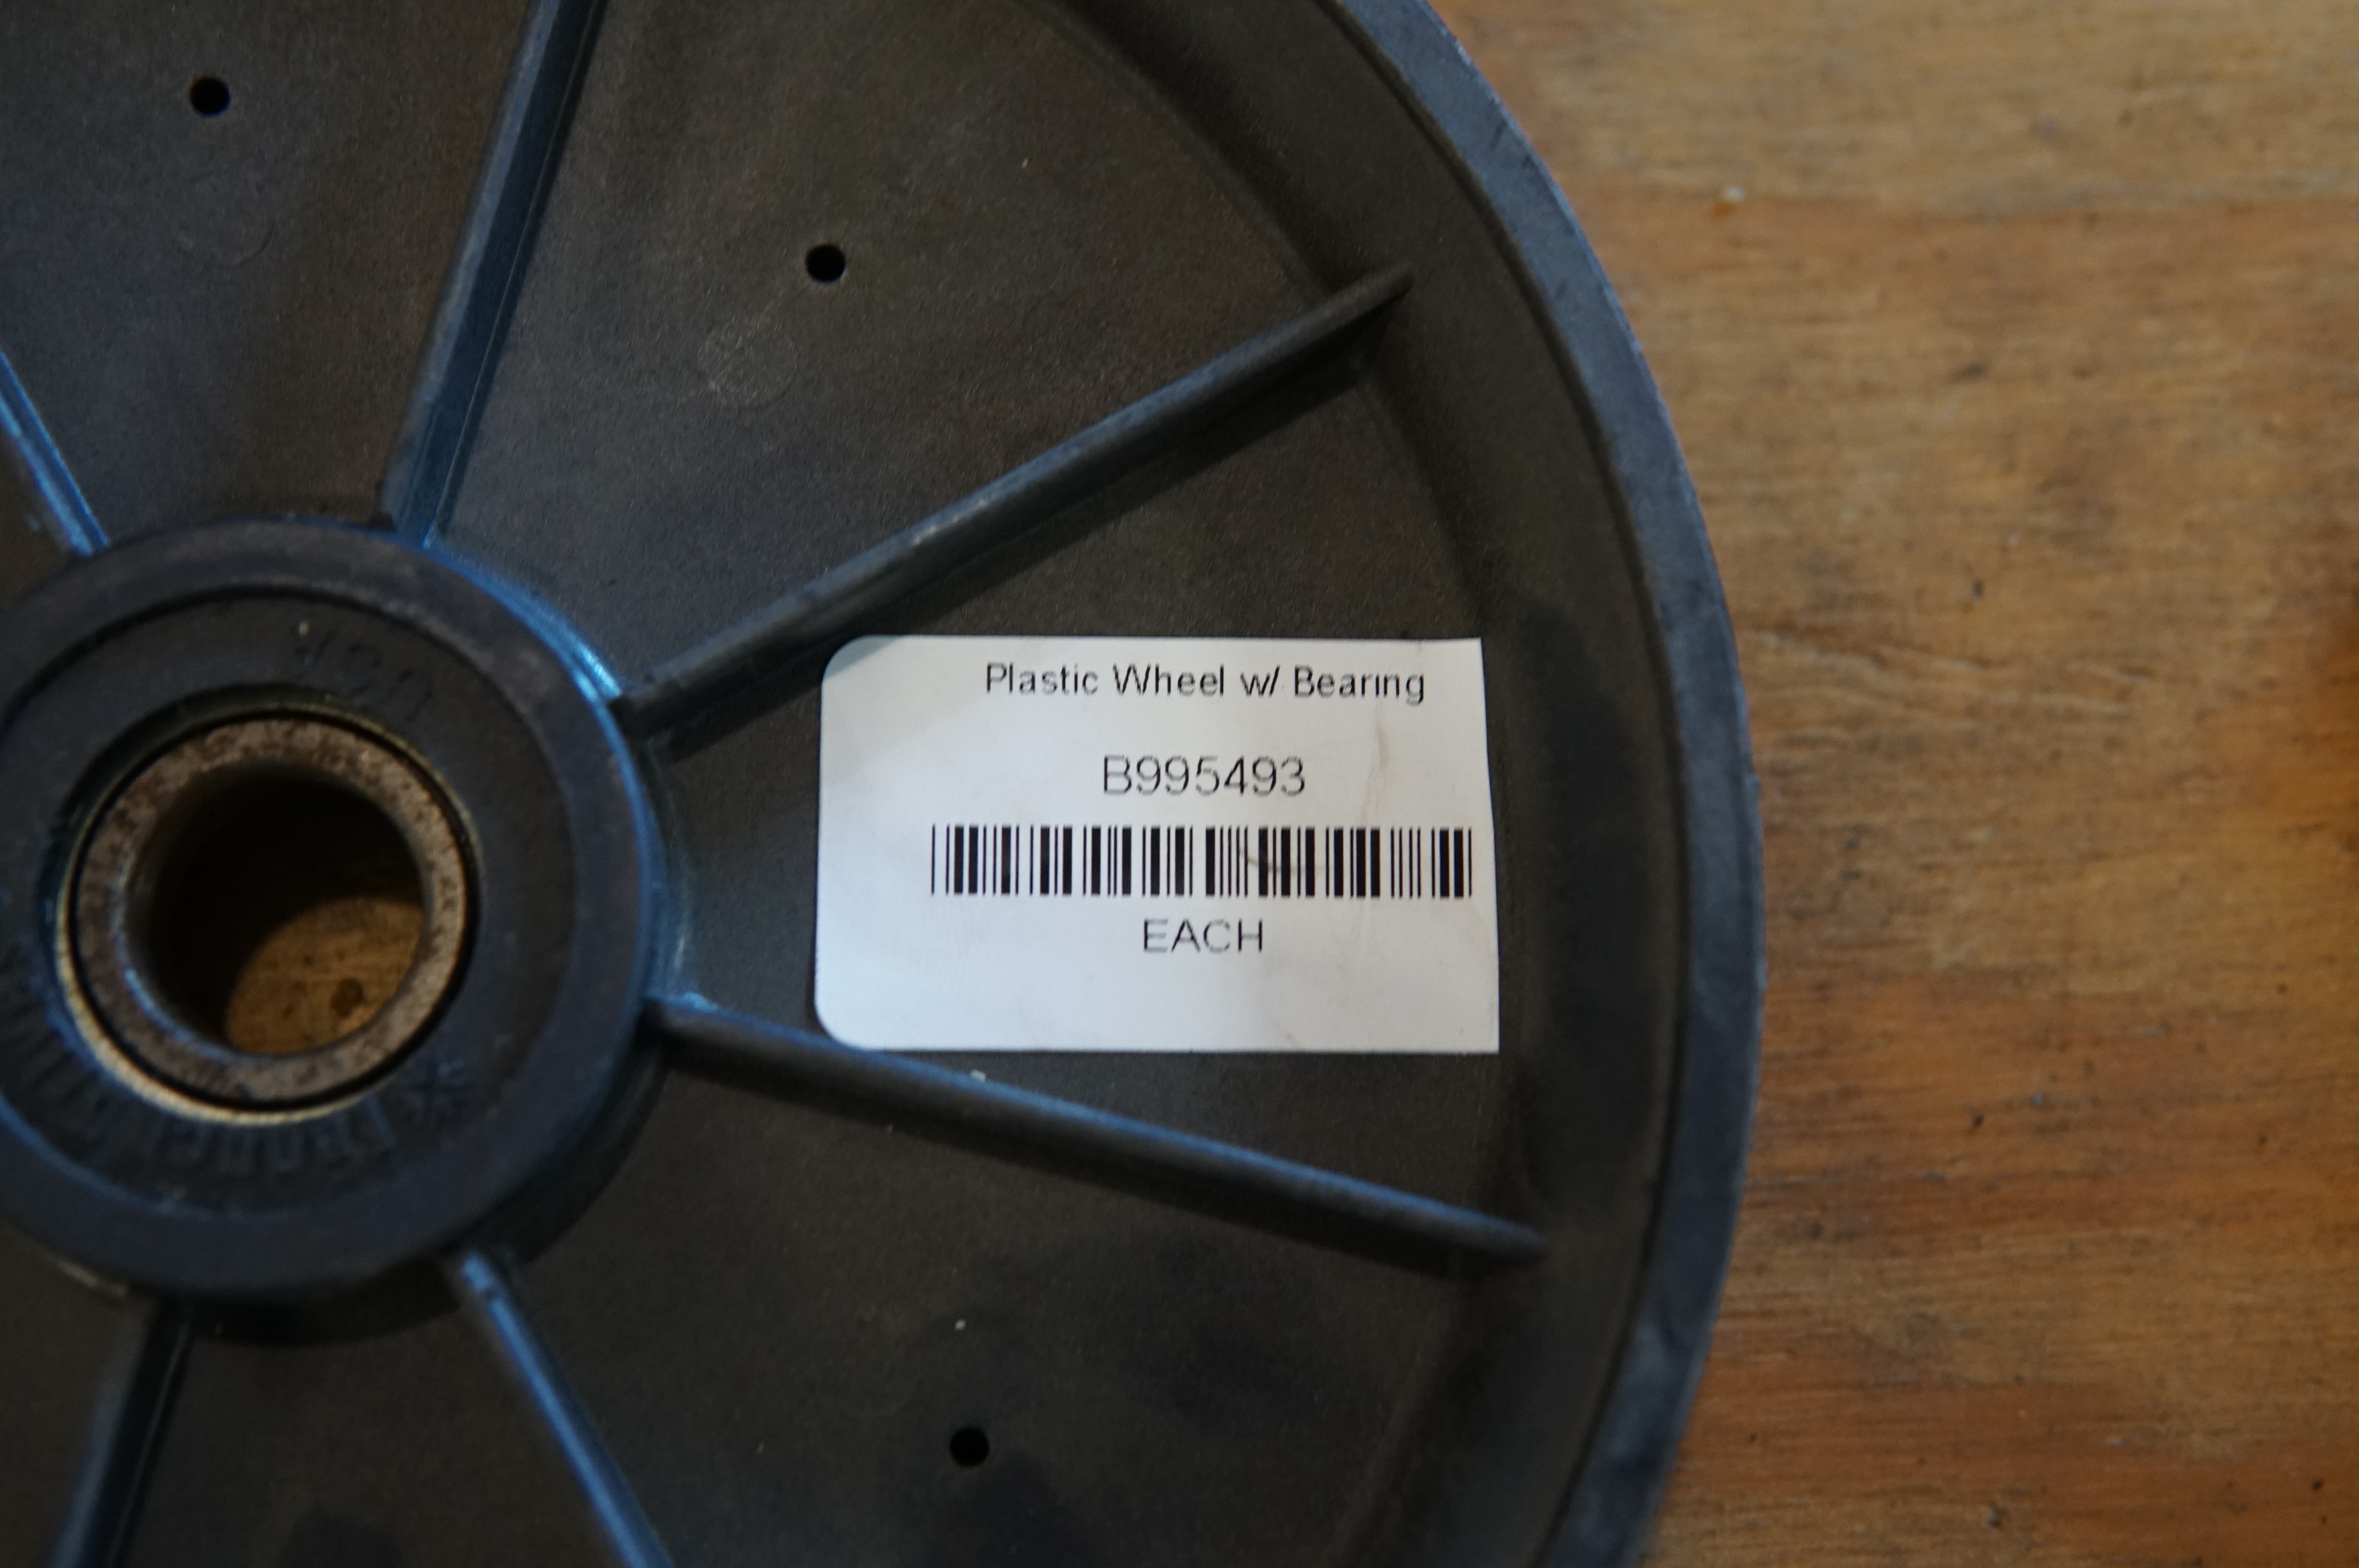 Plastic Wheel w/ Bearing
B995493
EACH